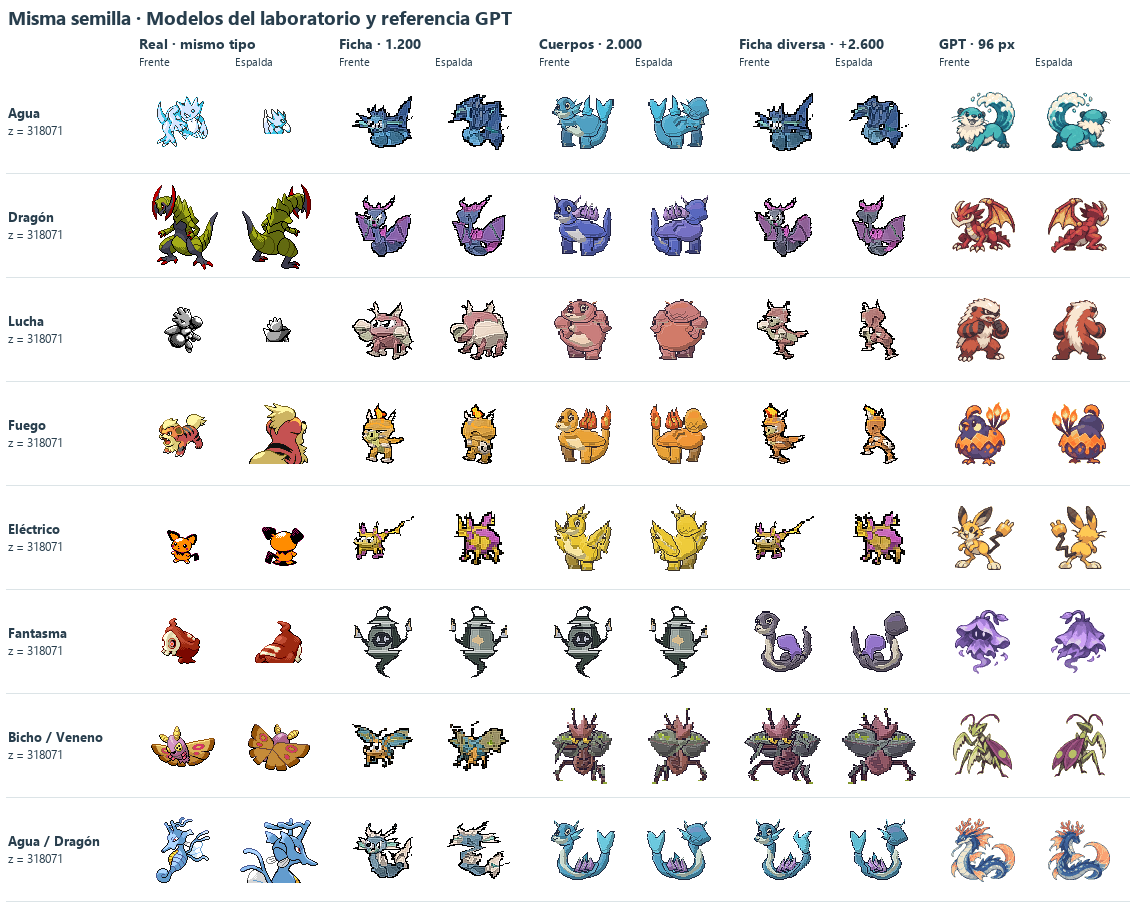 Misma semilla · Modelos del laboratorio y referencia GPT
Real · mismo tipo Ficha · 1.200 Cuerpos · 2.000 Ficha diversa · +2.600 GPT · 96 px
Frente Espalda Frente Espalda Frente Espalda Frente Espalda Frente Espalda
Agua
z = 318071
Dragón
z = 318071
Lucha
z = 318071
Fuego
z = 318071
Eléctrico
z = 318071
Fantasma
z = 318071
Bicho / Veneno
z = 318071
Agua / Dragón
z = 318071